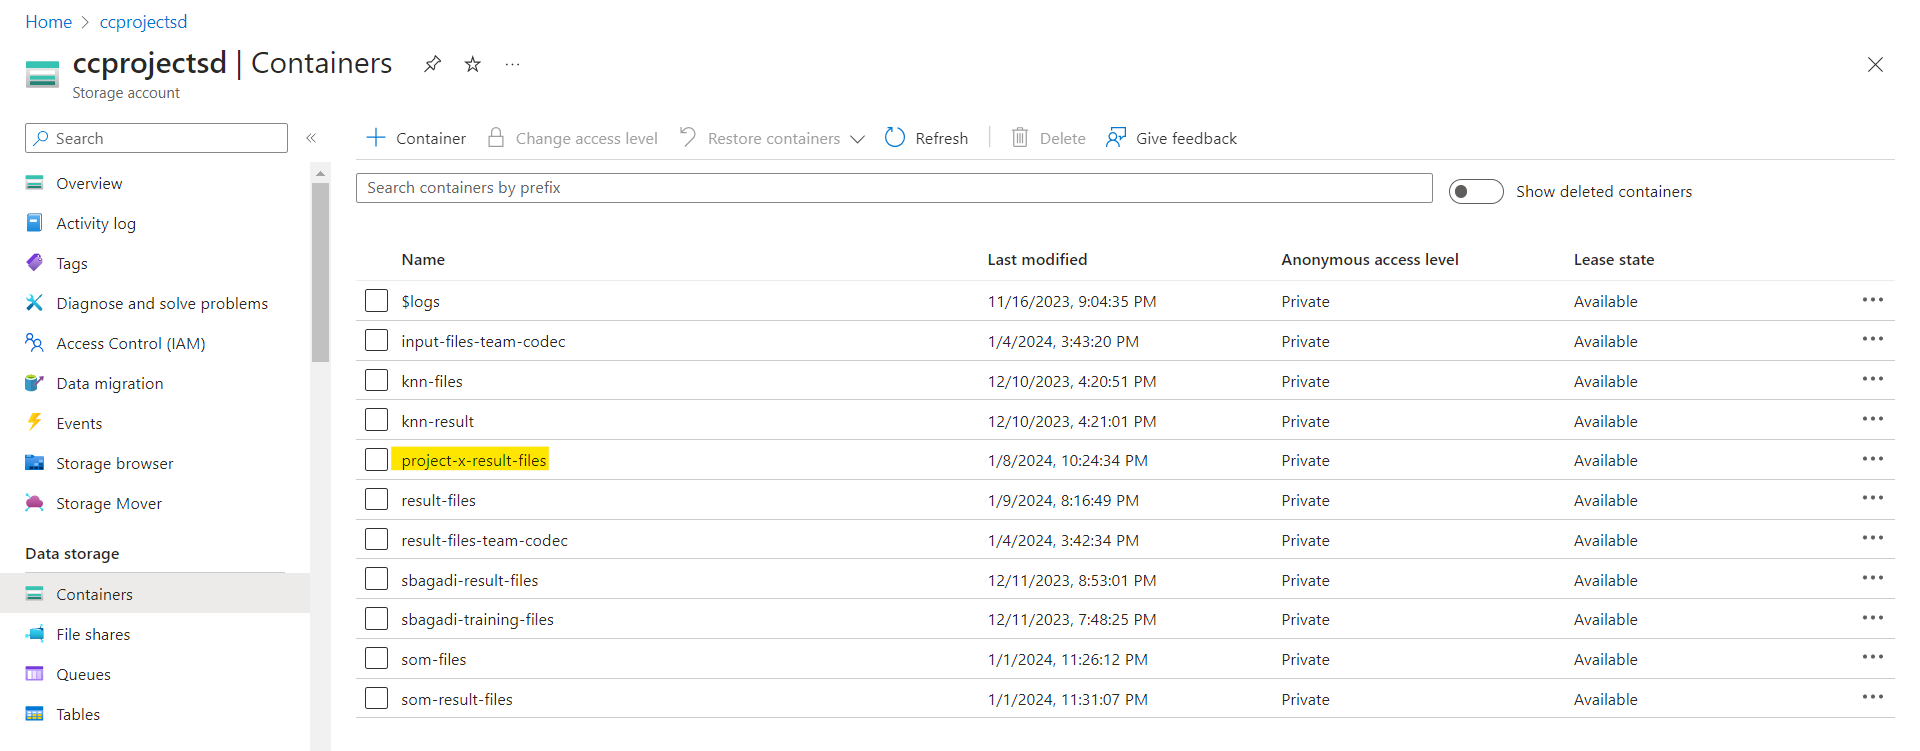 Home > ccprojectsd
ccprojectsd | Containers
Storage account
Search
Overview
Activity log
Tags
Diagnose and solve problems
Access Control (IAM)
Data migration
Events
Storage browser
Storage Mover
Data storage
Containers
File shares
Queues
Tables
Container Change access level Restore containers Refresh Delete Give feedback
Search containers by prefix
Show deleted containers
Name Last modified Anonymous access level Lease state
$logs 11/16/2023, 9:04:35 PM Private Available
input-files-team-codec 1/4/2024, 3:43:20 PM Private Available
knn-files 12/10/2023, 4:20:51 PM Private Available
knn-result 12/10/2023, 4:21:01 PM Private Available
project-x-result-files 1/8/2024, 10:24:34 PM Private Available
result-files 1/9/2024, 8:16:49 PM Private Available
result-files-team-codec 1/4/2024, 3:42:34 PM Private Available
sbagadi-result-files 12/11/2023, 8:53:01 PM Private Available
sbagadi-training-files 12/11/2023, 7:48:25 PM Private Available
som-files 1/1/2024, 11:26:12 PM Private Available
som-result-files 1/1/2024, 11:31:07 PM Private Available